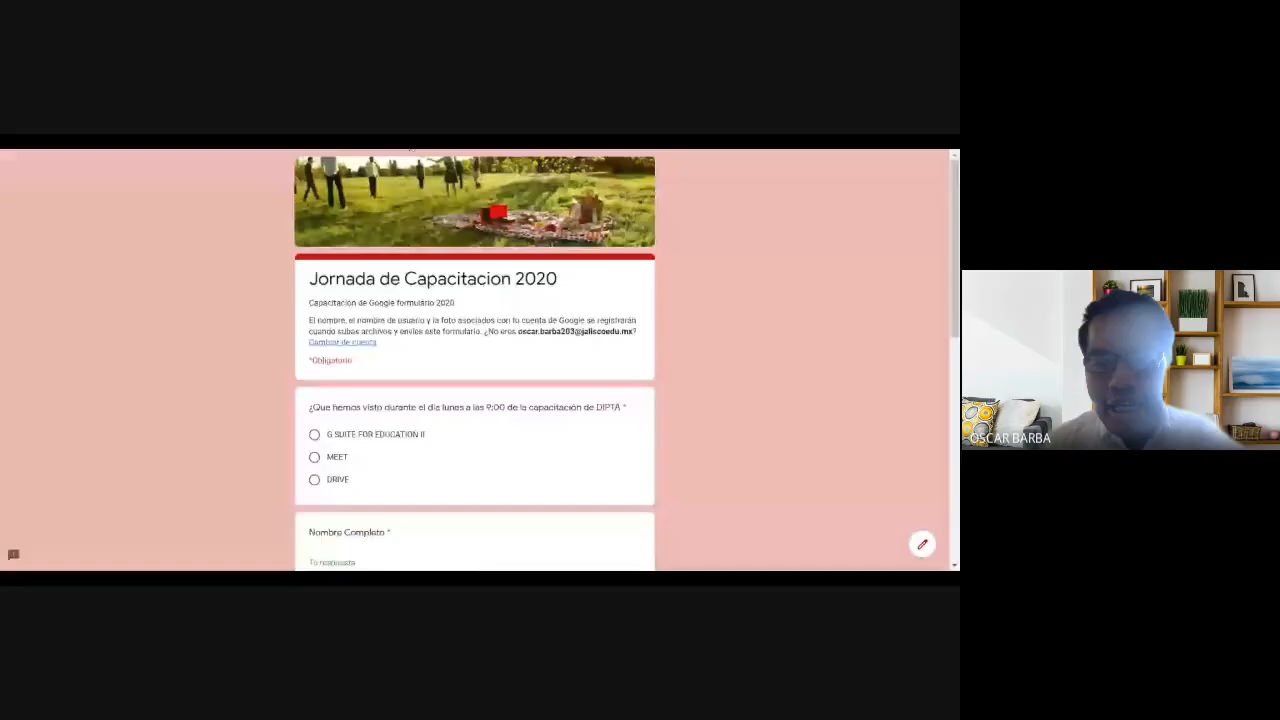 Jornada de Capacitacion 2020
Capacitacion de Google formulario 2020
El nombre, el nombre de usuario y la foto asociados con tu cuenta de Google se registrarán
cuando subas archivos y envíes este formulario. ¿No eres oscar.barba203@jaliscoedu.mx?
Cambiar de cuenta
*Obligatorio
¿Que hemos visto durante el dia lunes a las 9:00 de la capacitación de DIPTA *
G SUITE FOR EDUCATION II
MEET
DRIVE
Nombre Completo *
Tu respuesta
OSCAR BARBA